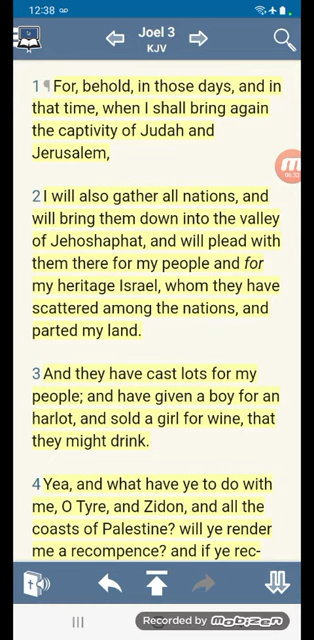 12:38
Joel 3
KJV
1 ¶ For, behold, in those days, and in
that time, when I shall bring again
the captivity of Judah and
Jerusalem,
2 I will also gather all nations, and
will bring them down into the valley
of Jehoshaphat, and will plead with
them there for my people and for
my heritage Israel, whom they have
scattered among the nations, and
parted my land.
3 And they have cast lots for my
people; and have given a boy for an
harlot, and sold a girl for wine, that
they might drink.
4 Yea, and what have ye to do with
me, O Tyre, and Zidon, and all the
coasts of Palestine? will ye render
me a recompence? and if ye rec-
Recorded by mobizen